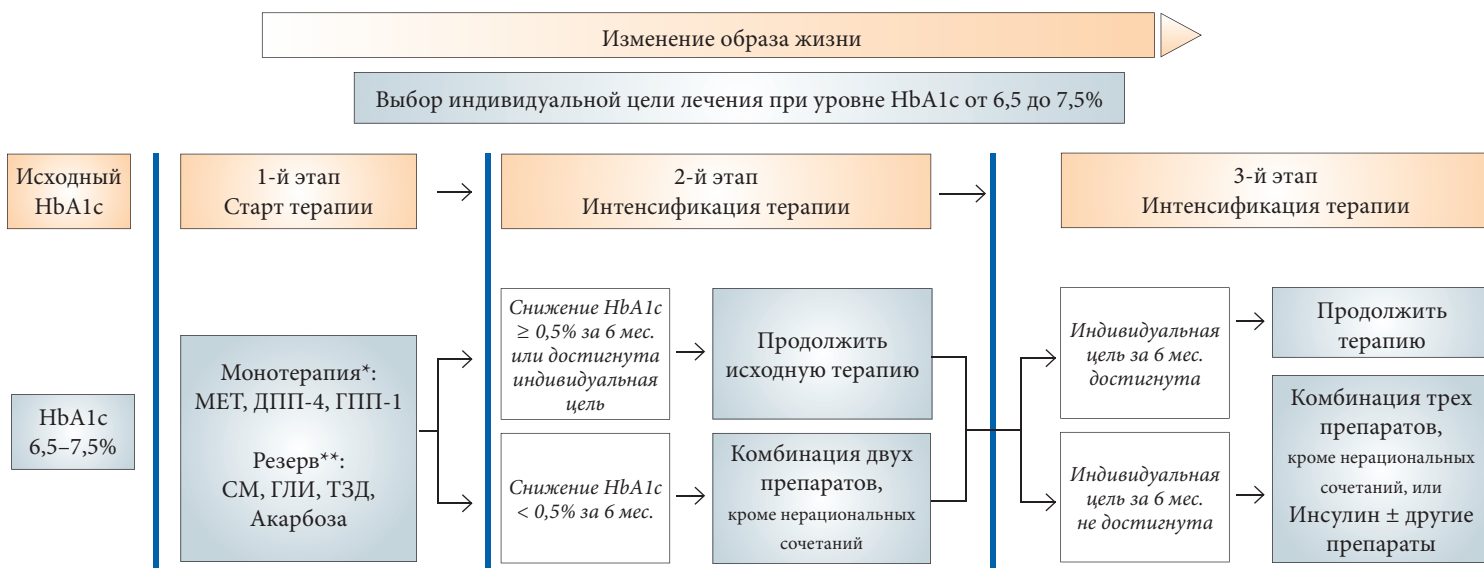 Изменение образа жизни
Выбор индивидуальной цели лечения при уровне HbA1c от 6,5 до 7,5%
Исходный
HbA1c
1-й этап
Старт терапии
2-й этап
Интенсификация терапии
3-й этап
Интенсификация терапии
HbA1c
6,5–7,5%
Монотерапия*:
МЕТ, ДПП-4, ГПП-1
Резерв**:
СМ, ГЛИ, ТЗД,
Акарбоза
Снижение HbA1c
≥ 0,5% за 6 мес.
или достигнута
индивидуальная
цель
Продолжить
исходную терапию
Снижение HbA1c
< 0,5% за 6 мес.
Комбинация двух
препаратов,
кроме нерациональных
сочетаний
Индивидуальная
цель за 6 мес.
достигнута
Продолжить
терапию
Индивидуальная
цель за 6 мес.
не достигнута
Комбинация трех
препаратов,
кроме нерациональных
сочетаний, или
Инсулин ± другие
препараты